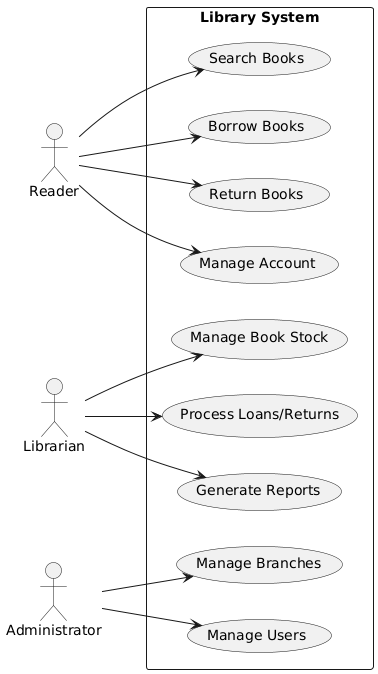 Library System
Search Books
Borrow Books
Reader
Return Books
Manage Account
Manage Book Stock
Process Loans/Returns
Librarian
Generate Reports
Manage Branches
Administrator
Manage Users